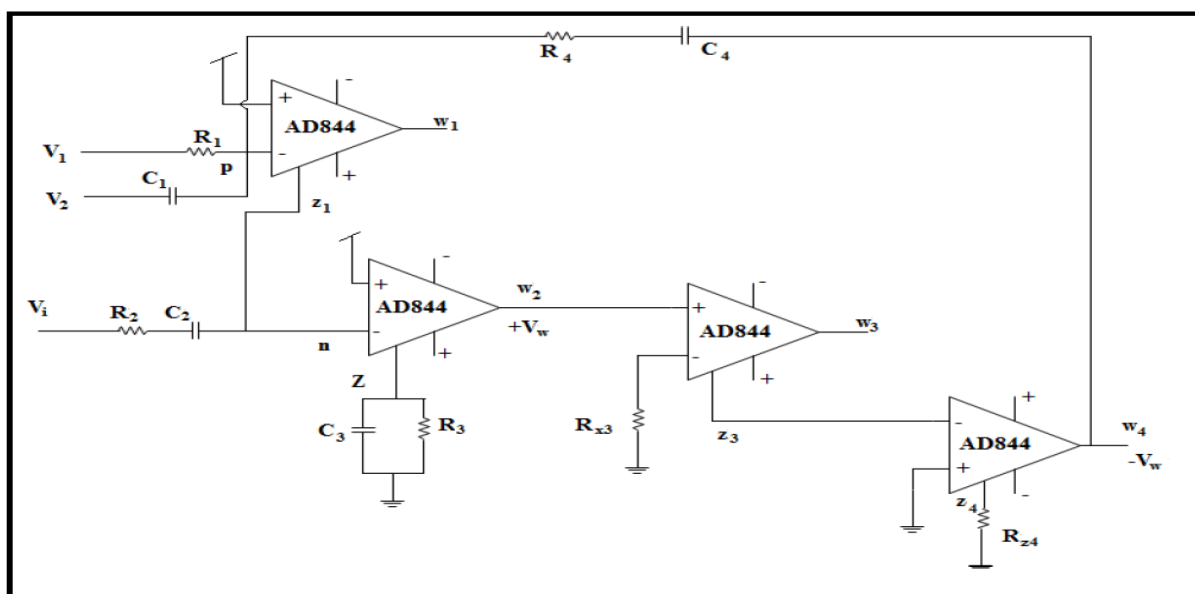 R4
C4
+
-
AD844
w1
-
+
V1
R1
p
C1
V2
z1
Vi
R2
C2
n
+
-
AD844
w2
+Vw
-
+
Z
C3
R3
+
-
AD844
w3
-
+
Rx3
z3
-
+
AD844
w4
-Vw
+
-
z4
Rz4